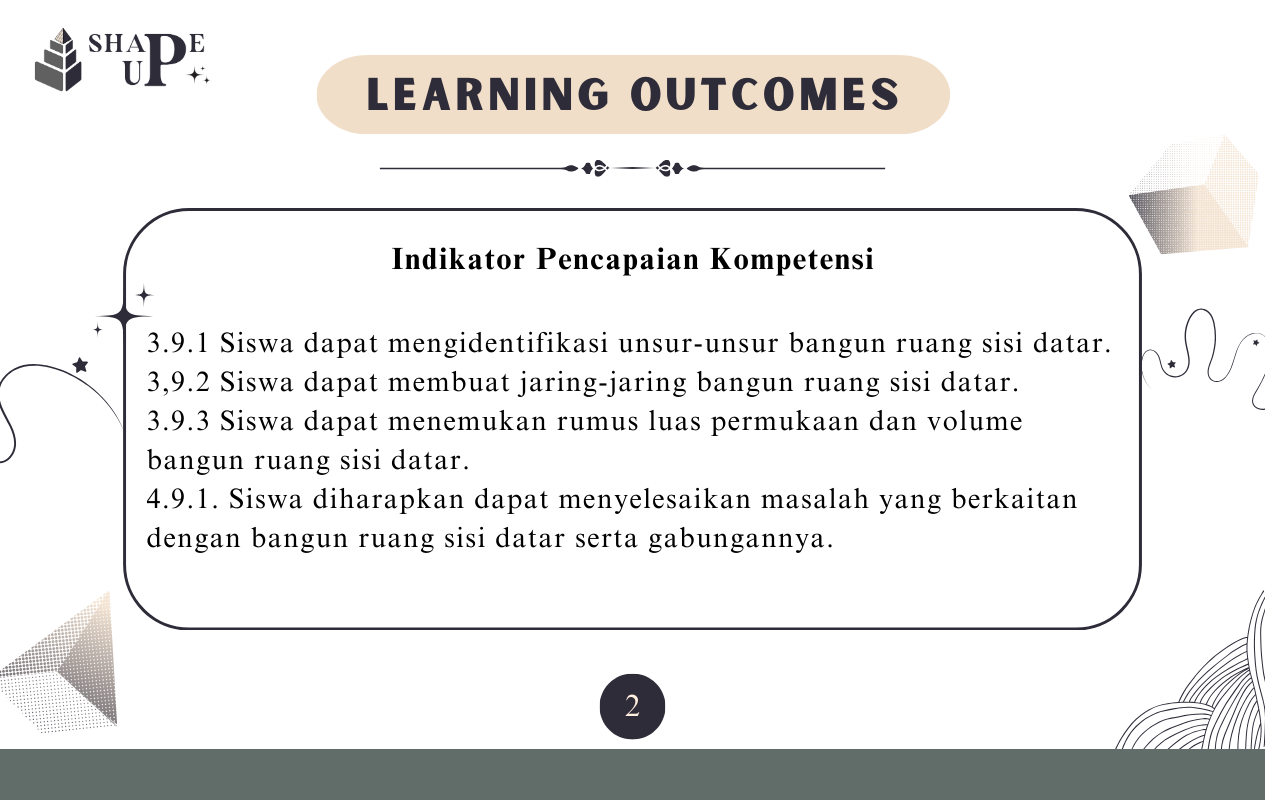 SHAPE
UP
LEARNING OUTCOMES
Indikator Pencapaian Kompetensi
3.9.1 Siswa dapat mengidentifikasi unsur-unsur bangun ruang sisi datar.
3,9.2 Siswa dapat membuat jaring-jaring bangun ruang sisi datar.
3.9.3 Siswa dapat menemukan rumus luas permukaan dan volume
bangun ruang sisi datar.
4.9.1. Siswa diharapkan dapat menyelesaikan masalah yang berkaitan
dengan bangun ruang sisi datar serta gabungannya.
2